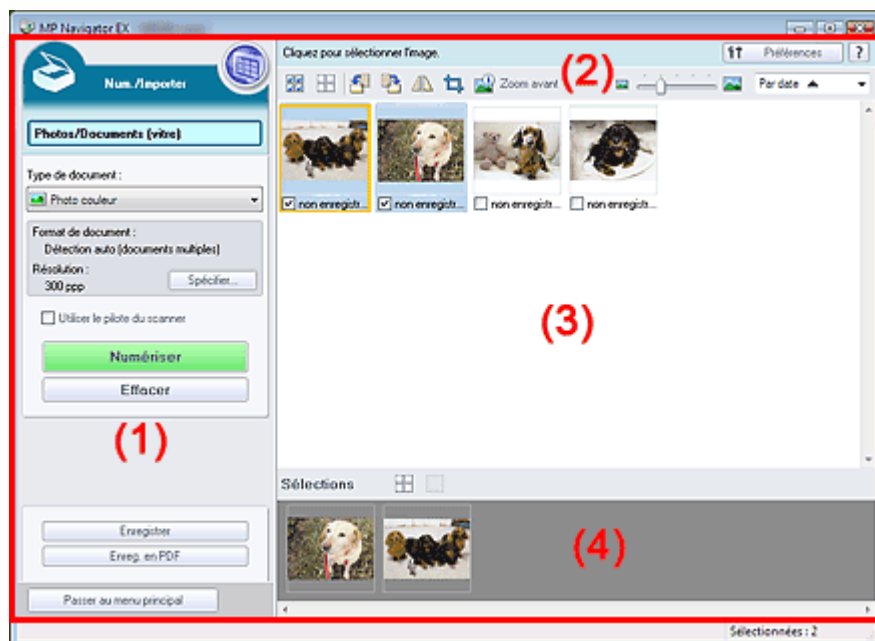 MP Navigator EX
Num./Importer
Photos/Documents (vitre)
Type de document :
Photo couleur
Format de document :
Détection auto (documents multiples)
Résolution :
300 ppp
Spécifier...
Utiliser le pilote du scanner
Numériser
Effacer
(1)
Enregistrer
Enreg. en PDF
Passer au menu principal
Cliquez pour sélectionner l'image.
Préférences
?
Zoom avant
(2)
Par date
non enregistr...
non enregistr...
non enregistr...
non enregistr...
(3)
Sélections
(4)
Sélectionnées : 2